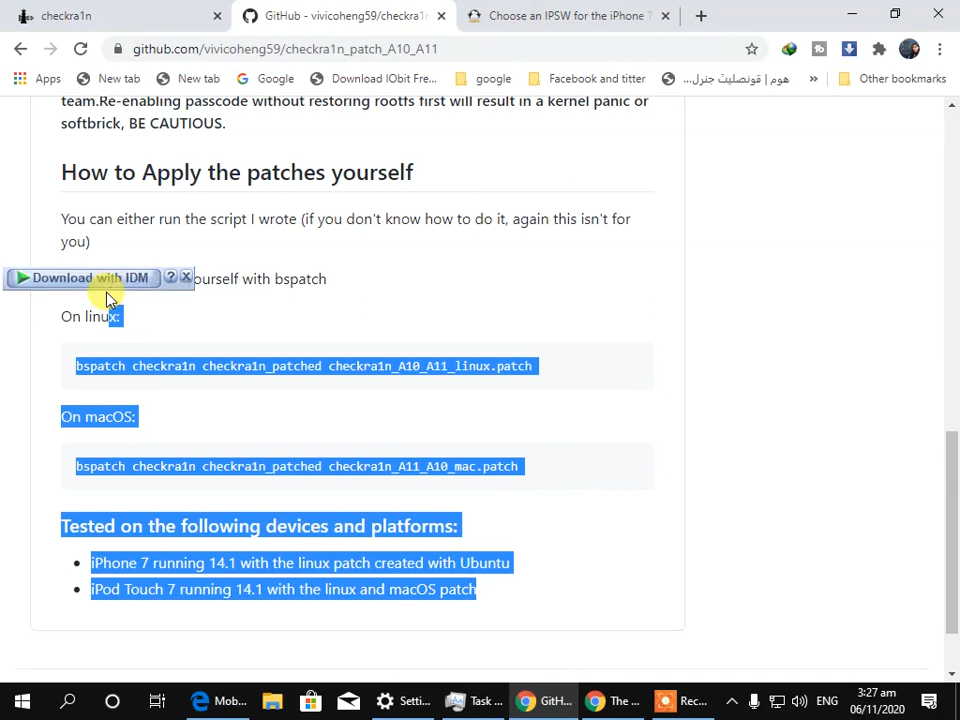 checkra1n
GitHub - vivicoheng59/checkra1n
Choose an IPSW for the iPhone 7
github.com/vivicoheng59/checkra1n_patch_A10_A11
Apps
New tab
New tab
Google
Download IObit Fre...
google
Facebook and titter
هوم | قونصليٹ جنرل...
»
Other bookmarks
team.Re-enabling passcode without restoring rootfs first will result in a kernel panic or
softbrick, BE CAUTIOUS.
How to Apply the patches yourself
You can either run the script I wrote (if you don't know how to do it, again this isn't for
you)
Download with IDM
ourself with bspatch
On linux:
bspatch checkra1n checkra1n_patched checkra1n_A10_A11_linux.patch
On macOS:
bspatch checkra1n checkra1n_patched checkra1n_A11_A10_mac.patch
Tested on the following devices and platforms:
iPhone 7 running 14.1 with the linux patch created with Ubuntu
iPod Touch 7 running 14.1 with the linux and macOS patch
Mob...
Setti...
Task ...
GitH...
The ...
Rec...
ENG
3:27 am
06/11/2020